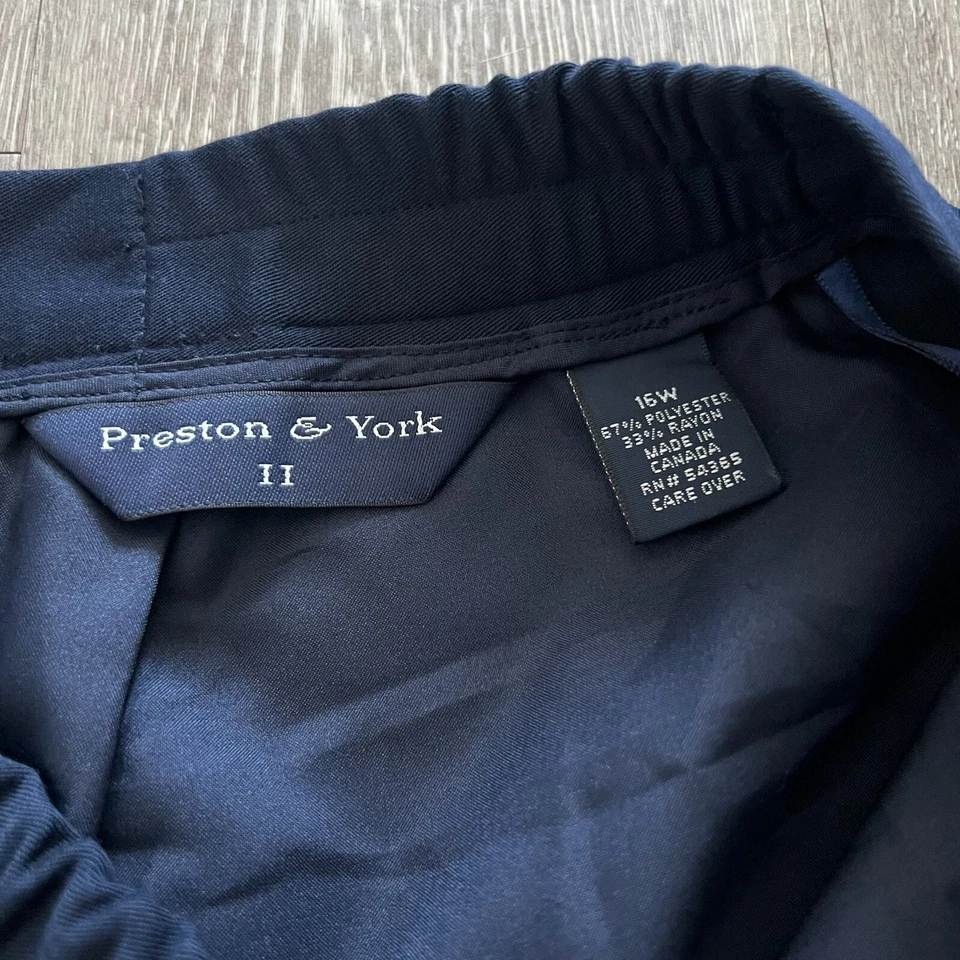 Preston & York
II
16W
67% POLYESTER
33% RAYON
MADE IN
CANADA
RN# 54365
CARE OVER